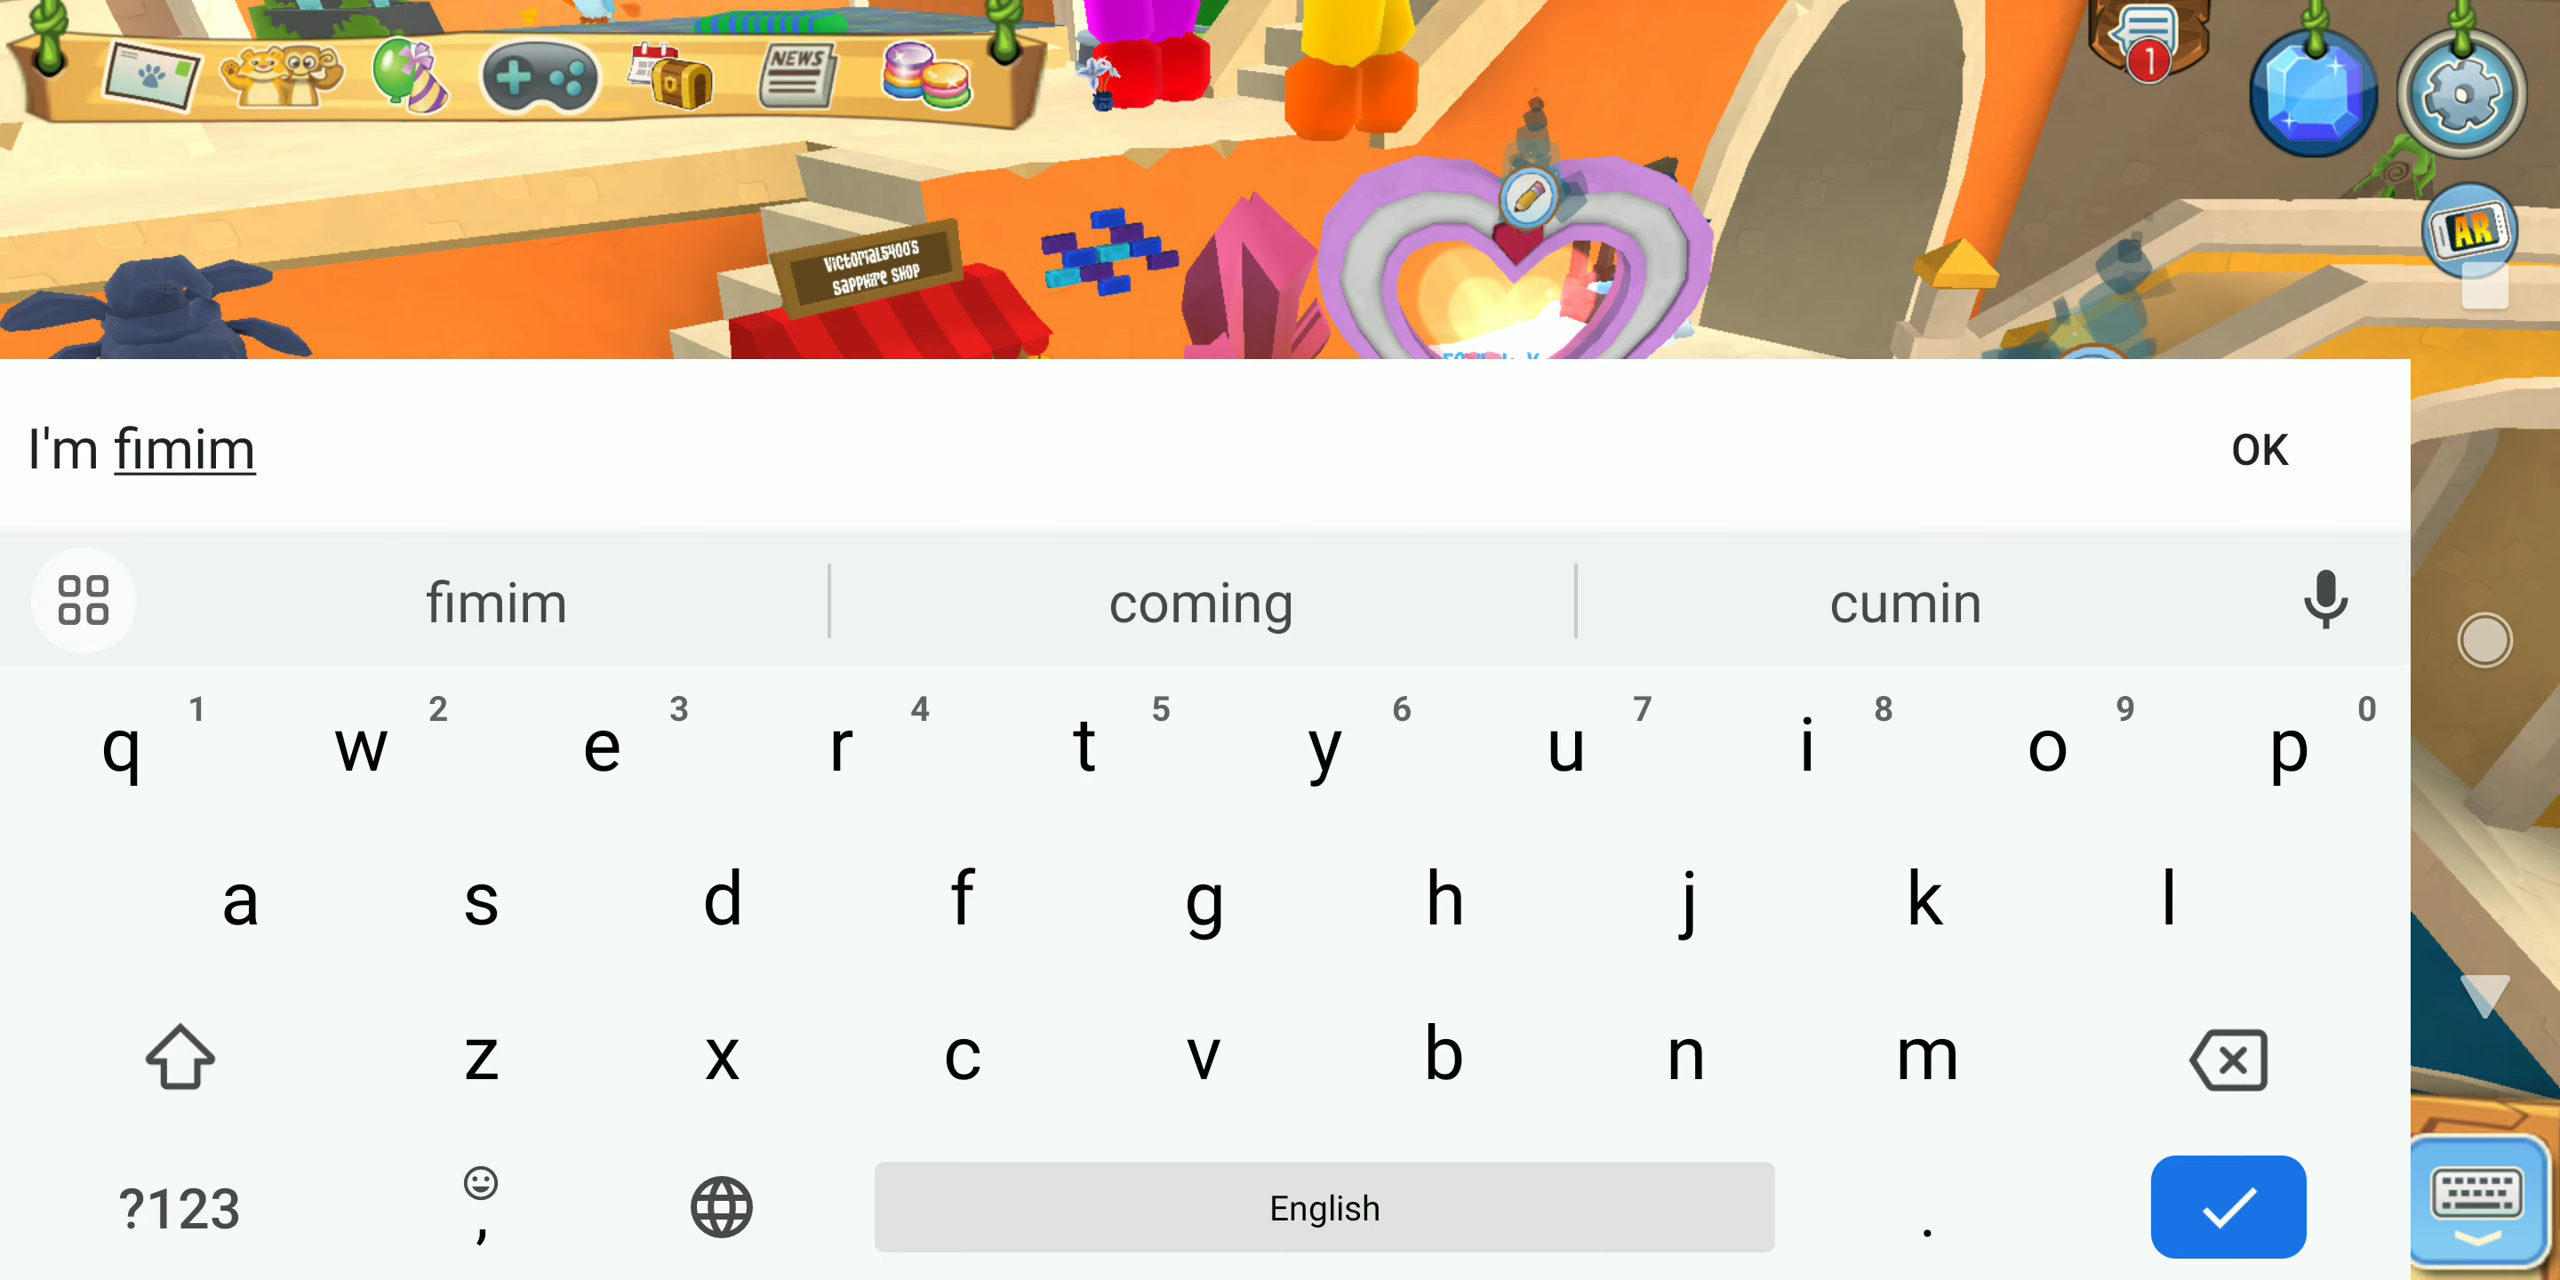 NEWS
1
AR
VICTORIALS400'S
SAPPHIRE SHOP
I'm fimim
OK
fimim coming cumin
1 2 3 4 5 6 7 8 9 0
q w e r t y u i o p
a s d f g h j k l
z x c v b n m
?123 , English .